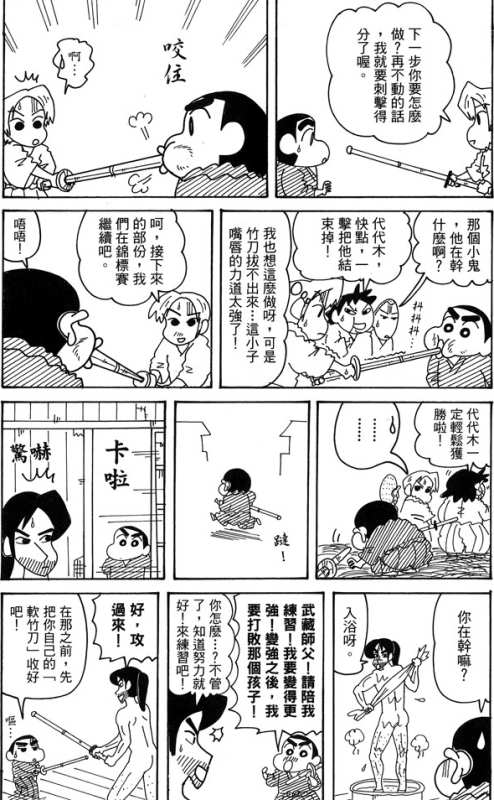 下一步你要怎麼
做？再不動的話
，我就要刺擊得
分了喔。
咬住
啊…
那個小鬼
，他在幹
什麼啊？
代代木，
快點，一
擊把他結
束掉！
抖抖抖…
我也想這麼做呀，可是
竹刀拔不出來…這小子
嘴唇的力道太強了！
呵，接下來
的部份，我
們在錦標賽
繼續吧。
唔唔！
代代木一
定輕鬆獲
勝啦！
……
……
躂！
卡啦
驚嚇
你在幹嘛？
入浴呀。
武藏師父！請陪我
練習！我要變得更
強！變強之後，我
要打敗那個孩子！
你怎麼…？不管
了，知道努力就
好！來練習吧！
好，攻
過來！
在那之前，先
把你自己的「
軟竹刀」收好
吧！
嘔…